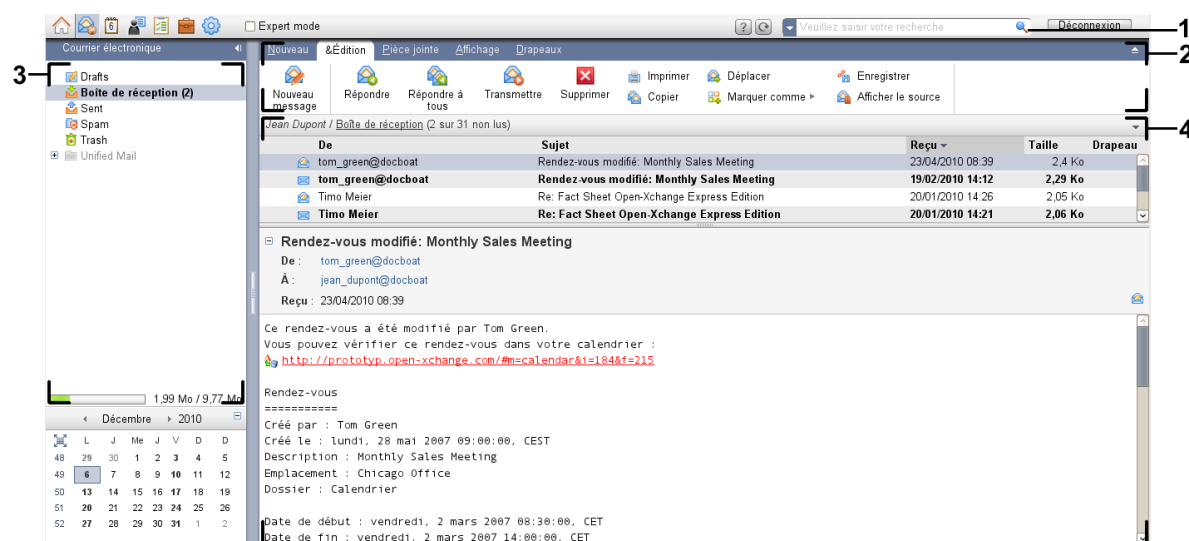 6 Expert mode ? Veuillez saisir votre recherche Déconnexion 1
Courrier électronique Nouveau &Édition Pièce jointe Affichage Drapeaux 2
3
Drafts
Boîte de réception (2)
Sent
Spam
Trash
Unified Mail
Nouveau message
Répondre
Répondre à tous
Transmettre
Supprimer
Imprimer
Copier
Déplacer
Marquer comme
Enregistrer
Afficher le source
Jean Dupont / Boîte de réception (2 sur 31 non lus) 4
De Sujet Reçu Taille Drapeau
tom_green@docboat Rendez-vous modifié: Monthly Sales Meeting 23/04/2010 08:39 2,4 Ko
tom_green@docboat Rendez-vous modifié: Monthly Sales Meeting 19/02/2010 14:12 2,29 Ko
Timo Meier Re: Fact Sheet Open-Xchange Express Edition 20/01/2010 14:26 2,05 Ko
Timo Meier Re: Fact Sheet Open-Xchange Express Edition 20/01/2010 14:21 2,06 Ko
Rendez-vous modifié: Monthly Sales Meeting
De : tom_green@docboat
À : jean_dupont@docboat
Reçu : 23/04/2010 08:39
Ce rendez-vous a été modifié par Tom Green.
Vous pouvez vérifier ce rendez-vous dans votre calendrier :
http://prototyp.open-xchange.com/#m=calendar&i=184&f=215
Rendez-vous
===========
Créé par : Tom Green
Créé le : lundi, 28 mai 2007 09:00:00, CEST
Description : Monthly Sales Meeting
Emplacement : Chicago Office
Dossier : Calendrier
Date de début : vendredi, 2 mars 2007 08:30:00, CET
Date de fin : vendredi, 2 mars 2007 14:00:00, CET
1,99 Mo / 9,77 Mo
Décembre 2010
L J Me J V D D
48 29 30 1 2 3 4 5
49 6 7 8 9 10 11 12
50 13 14 15 16 17 18 19
51 20 21 22 23 24 25 26
52 27 28 29 30 31 1 2